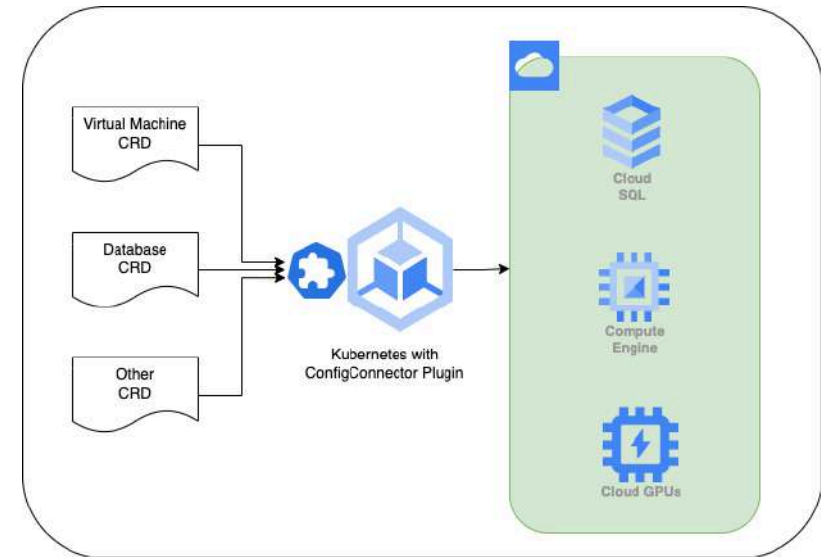 Virtual Machine
CRD
Database
CRD
Other
CRD
Kubernetes with
ConfigConnector Plugin
Cloud
SQL
Compute
Engine
Cloud GPUs